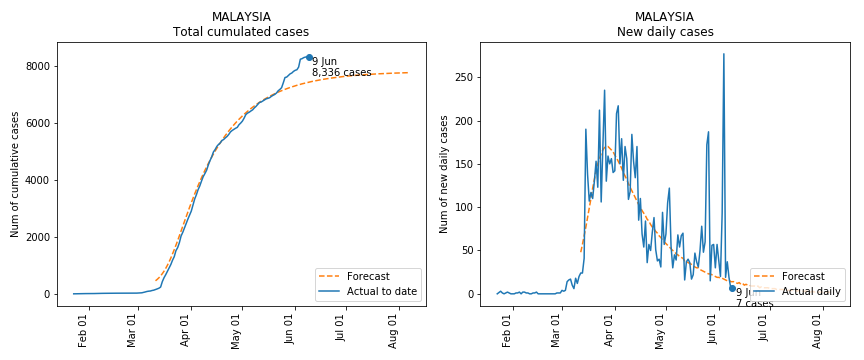 MALAYSIA
Total cumulated cases
Num of cumulative cases
8000
6000
4000
2000
0
9 Jun
8,336 cases
Forecast
Actual to date
Feb 01
Mar 01
Apr 01
May 01
Jun 01
Jul 01
Aug 01
MALAYSIA
New daily cases
Num of new daily cases
250
200
150
100
50
0
9 Jun
7 cases
Forecast
Actual daily
Feb 01
Mar 01
Apr 01
May 01
Jun 01
Jul 01
Aug 01